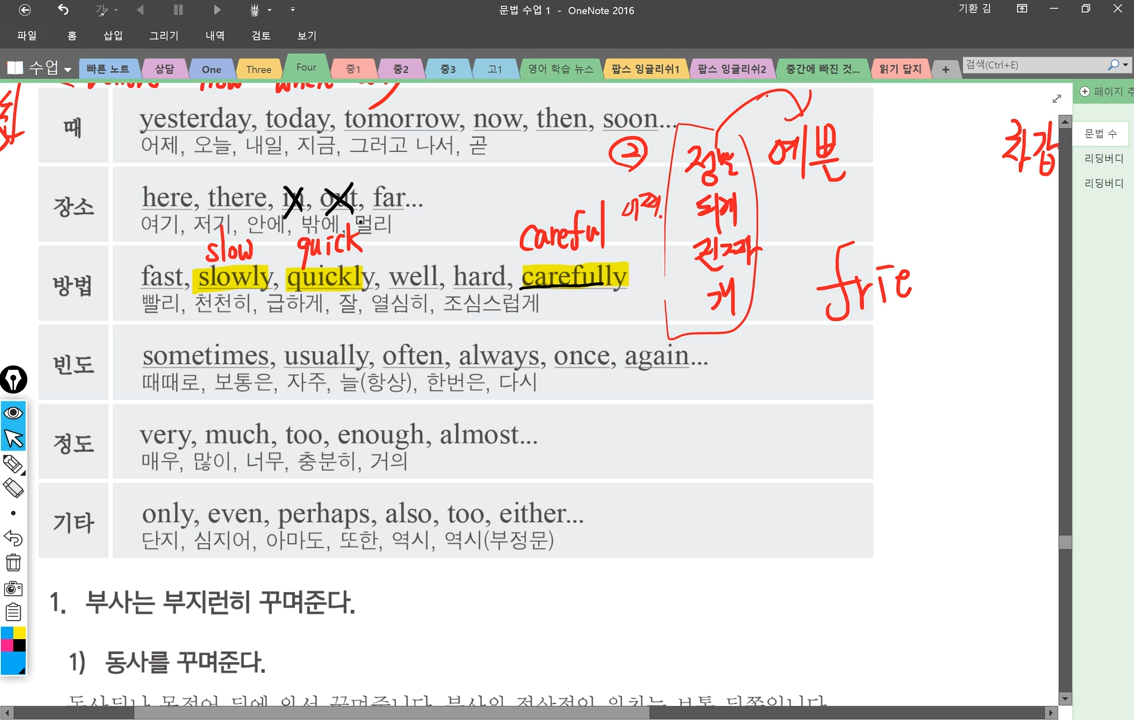 문법 수업 1 - OneNote 2016
기환 김
파일 홈 삽입 그리기 내역 검토 보기
수업 빠른 노트 상담 One Three Four 중1 중2 중3 고1 영어 학습 뉴스 팝스 잉글리쉬1 팝스 잉글리쉬2 중간에 빠진 것... 읽기 답지 + 검색(Ctrl+E)
페이지 추
문법 수
리딩버디
리딩버디
때 yesterday, today, tomorrow, now, then, soon...
어제, 오늘, 내일, 지금, 그러고 나서, 곧
② 정말 예쁜
되게
차갑
장소 here, there, in, out, far...
여기, 저기, 안에, 밖에, 멀리
slow quick careful
방법 fast, slowly, quickly, well, hard, carefully
빨리, 천천히, 급하게, 잘, 열심히, 조심스럽게
frie
빈도 sometimes, usually, often, always, once, again...
때때로, 보통은, 자주, 늘(항상), 한번은, 다시
정도 very, much, too, enough, almost...
매우, 많이, 너무, 충분히, 거의
기타 only, even, perhaps, also, too, either...
단지, 심지어, 아마도, 또한, 역시, 역시(부정문)
1. 부사는 부지런히 꾸며준다.
1) 동사를 꾸며준다.